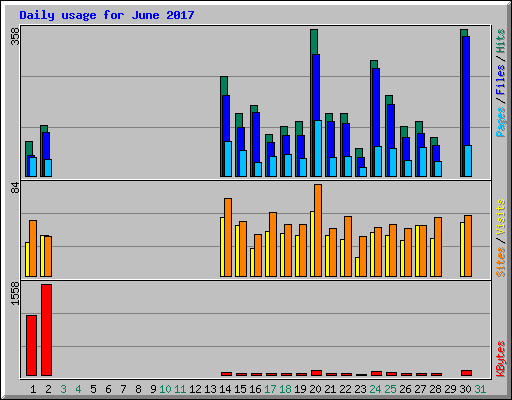 Daily usage for June 2017
358
84
1558
Pages / Files / Hits
Sites / Visits
KBytes
1 2 3 4 5 6 7 8 9 10 11 12 13 14 15 16 17 18 19 20 21 22 23 24 25 26 27 28 29 30 31